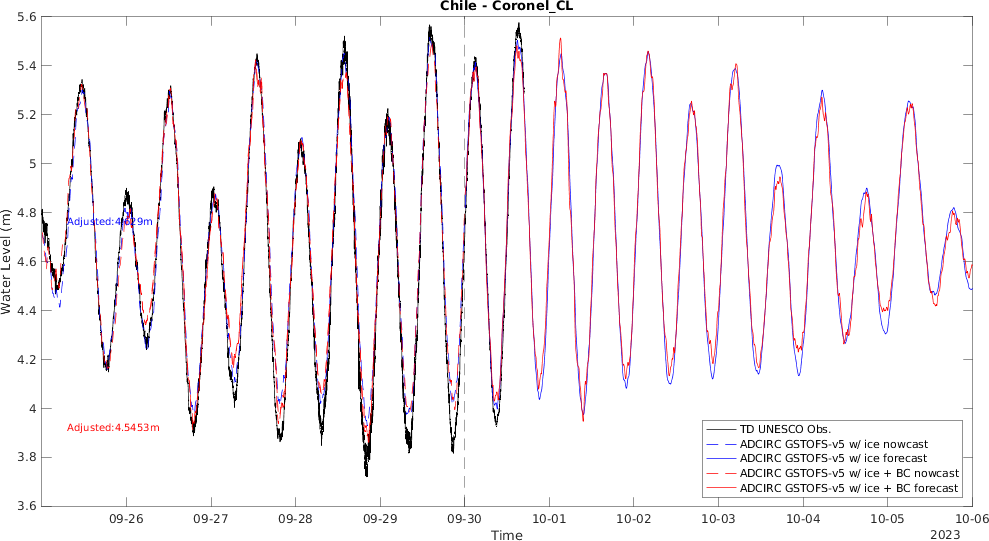 Chile - Coronel_CL
5.6
5.4
5.2
5
4.8
4.6
4.4
4.2
4
3.8
3.6
Water Level (m)
Adjusted:4.629m
Adjusted:4.5453m
TD UNESCO Obs.
ADCIRC GSTOFS-v5 w/ ice nowcast
ADCIRC GSTOFS-v5 w/ ice forecast
ADCIRC GSTOFS-v5 w/ ice + BC nowcast
ADCIRC GSTOFS-v5 w/ ice + BC forecast
09-26 09-27 09-28 09-29 09-30 10-01 10-02 10-03 10-04 10-05 10-06
Time
2023